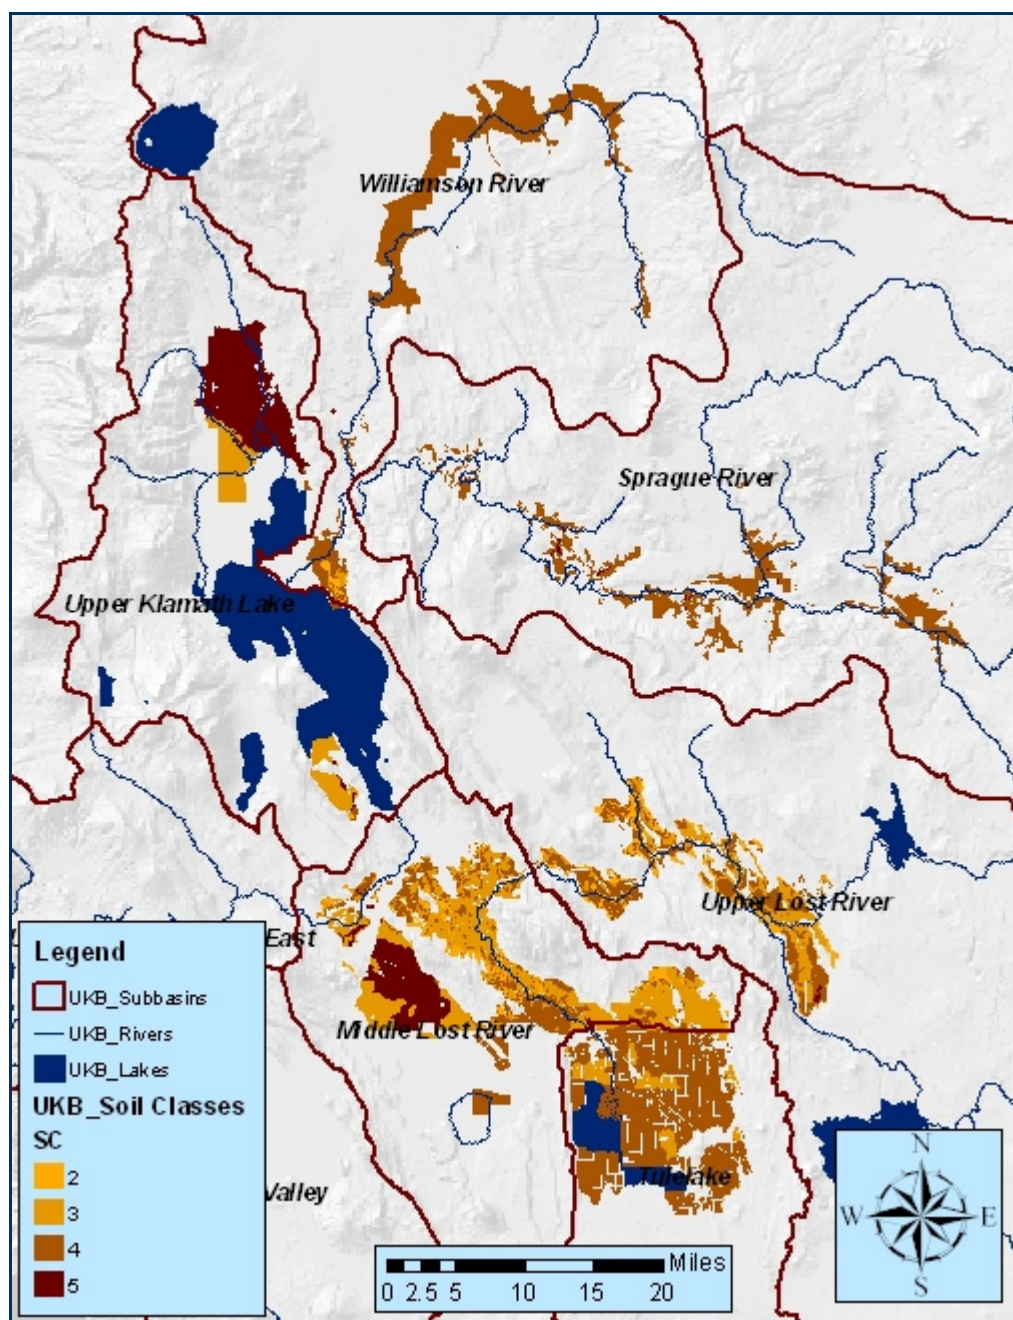 Williamson River
Sprague River
Upper Klamath Lake
Upper Lost River
East
Middle Lost River
Tulelake
Valley
Legend
UKB_Subbasins
UKB_Rivers
UKB_Lakes
UKB_Soil Classes
SC
2
3
4
5
Miles
0 2.5 5 10 15 20
N
W E
S